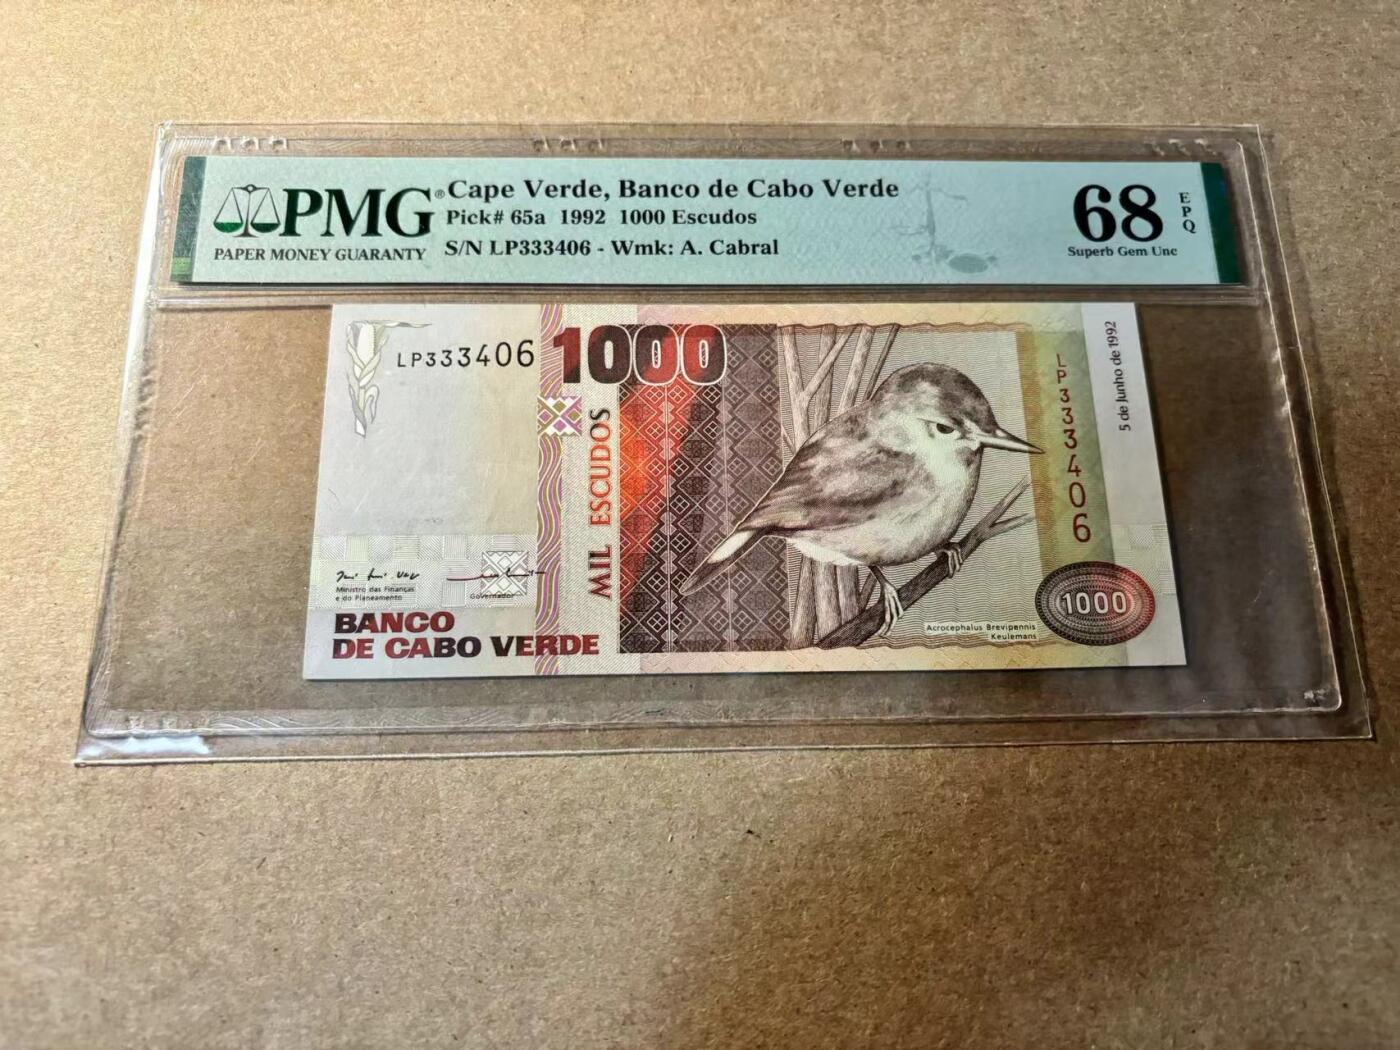 PMG®
PAPER MONEY GUARANTY
Cape Verde, Banco de Cabo Verde
Pick# 65a 1992 1000 Escudos
S/N LP333406 - Wmk: A. Cabral
68
EPQ
Superb Gem Unc
LP333406
1000
MIL ESCUDOS
LP333406
5 de Junho de 1992
Ministro das Finanças
e do Planeamento
Governador
BANCO
DE CABO VERDE
Acrocephalus Brevipennis
Keulemans
1000